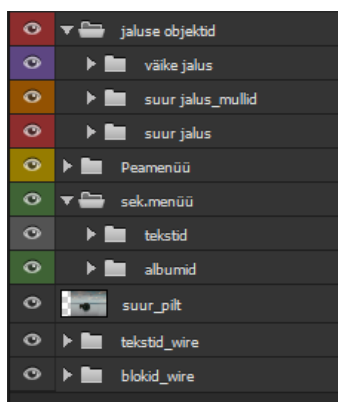 jaluse objektid
väike jalus
suur jalus_mullid
suur jalus
Peamenüü
sek.menüü
tekstid
albumid
suur_pilt
tekstid_wire
blokid_wire